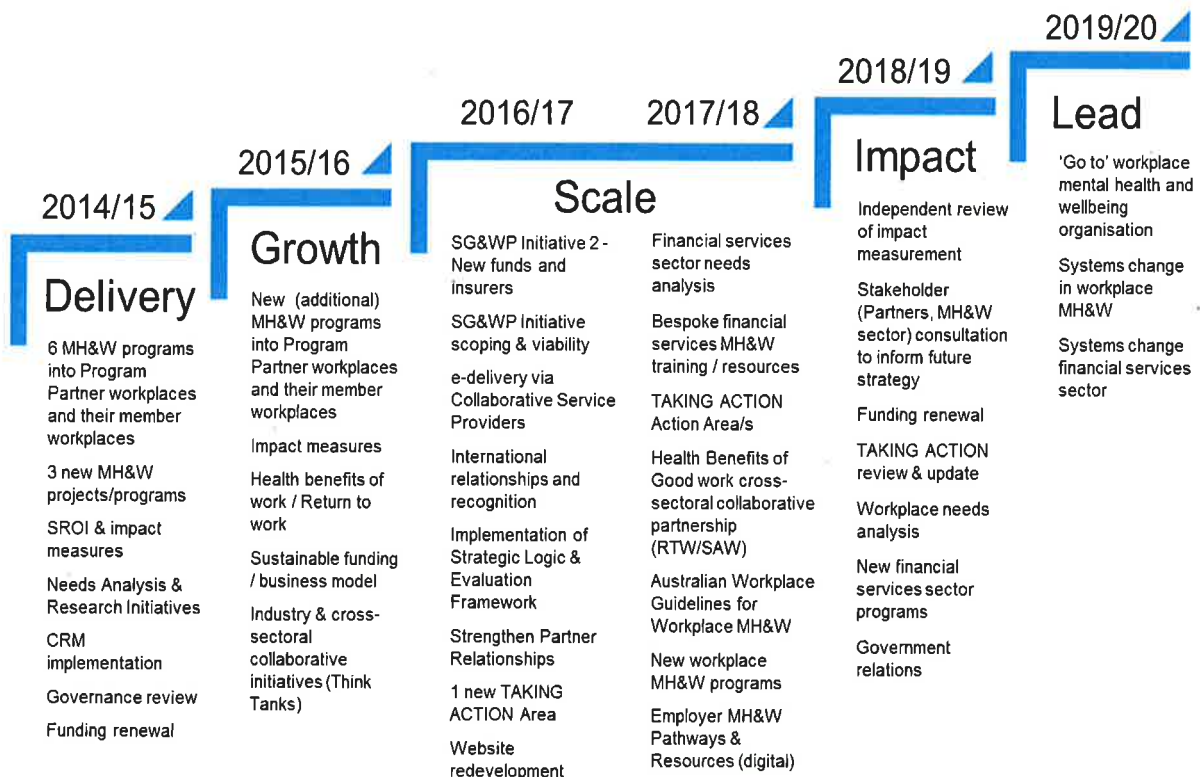 2014/15
Delivery
6 MH&W programs
into Program
Partner workplaces
and their member
workplaces
3 new MH&W
projects/programs
SROI & impact
measures
Needs Analysis &
Research Initiatives
CRM
implementation
Governance review
Funding renewal
2015/16
Growth
New (additional)
MH&W programs
into Program
Partner workplaces
and their member
workplaces
Impact measures
Health benefits of
work / Return to
work
Sustainable funding
/ business model
Industry & cross-
sectoral
collaborative
initiatives (Think
Tanks)
2016/17
2017/18
Scale
SG&WP Initiative 2 -
New funds and
insurers
SG&WP Initiative
scoping & viability
e-delivery via
Collaborative Service
Providers
International
relationships and
recognition
Implementation of
Strategic Logic &
Evaluation
Framework
Strengthen Partner
Relationships
1 new TAKING
ACTION Area
Website
redevelopment
Financial services
sector needs
analysis
Bespoke financial
services MH&W
training / resources
TAKING ACTION
Action Area/s
Health Benefits of
Good work cross-
sectoral collaborative
partnership
(RTW/SAW)
Australian Workplace
Guidelines for
Workplace MH&W
New workplace
MH&W programs
Employer MH&W
Pathways &
Resources (digital)
2018/19
Impact
Independent review
of impact
measurement
Stakeholder
(Partners, MH&W
sector) consultation
to inform future
strategy
Funding renewal
TAKING ACTION
review & update
Workplace needs
analysis
New financial
services sector
programs
Government
relations
2019/20
Lead
'Go to' workplace
mental health and
wellbeing
organisation
Systems change
in workplace
MH&W
Systems change
financial services
sector